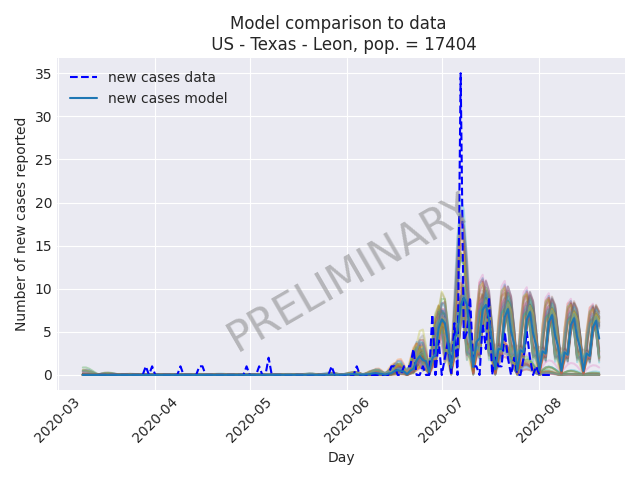 Model comparison to data
US - Texas - Leon, pop. = 17404
new cases data
new cases model
Number of new cases reported
35
30
25
20
15
10
5
0
PRELIMINARY
2020-03
2020-04
2020-05
2020-06
2020-07
2020-08
Day